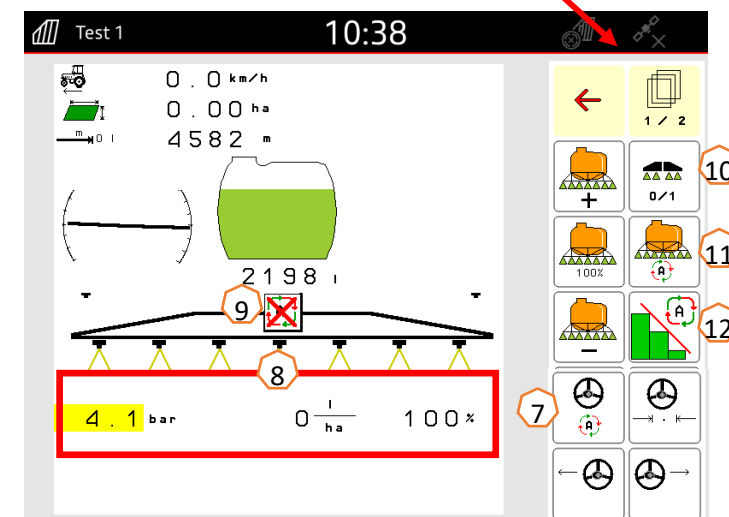 Test 1 10:38
0.0 km/h
0.00 ha
m 0 l 4582 m
1 / 2
+ 0/1 10
100% A 11
2198 l
9
- A 12
8
4.1 bar 0 l/ha 100%
7 A